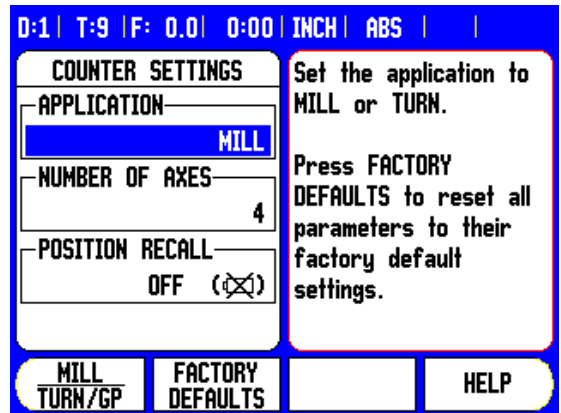 D:1| T:9 |F: 0.0| 0:00| INCH| ABS | |
COUNTER SETTINGS
APPLICATION
MILL
NUMBER OF AXES
4
POSITION RECALL
OFF ( )
Set the application to
MILL or TURN.
Press FACTORY
DEFAULTS to reset all
parameters to their
factory default
settings.
MILL
TURN/GP
FACTORY
DEFAULTS
HELP